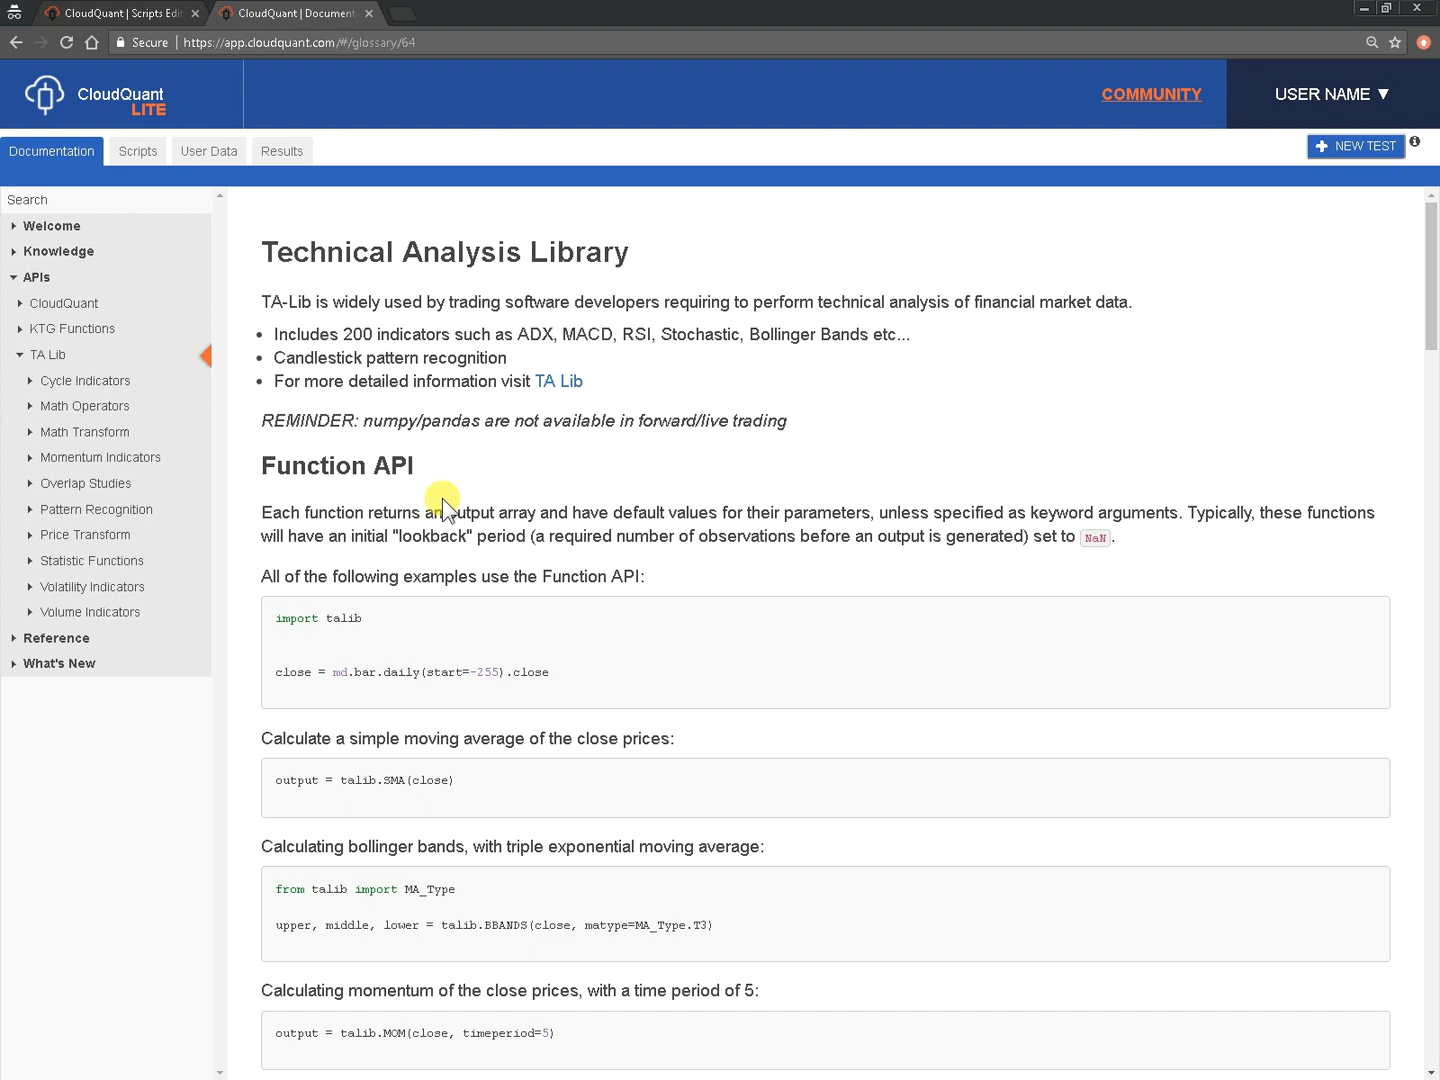 CloudQuant | Scripts Edit
CloudQuant | Document
Secure
https://app.cloudquant.com/#/glossary/64
CloudQuant
LITE
COMMUNITY
USER NAME ▼
Documentation
Scripts
User Data
Results
NEW TEST
Search
Welcome
Knowledge
APIs
CloudQuant
KTG Functions
TA Lib
Cycle Indicators
Math Operators
Math Transform
Momentum Indicators
Overlap Studies
Pattern Recognition
Price Transform
Statistic Functions
Volatility Indicators
Volume Indicators
Reference
What's New
Technical Analysis Library
TA-Lib is widely used by trading software developers requiring to perform technical analysis of financial market data.
• Includes 200 indicators such as ADX, MACD, RSI, Stochastic, Bollinger Bands etc...
• Candlestick pattern recognition
• For more detailed information visit TA Lib
REMINDER: numpy/pandas are not available in forward/live trading
Function API
Each function returns an output array and have default values for their parameters, unless specified as keyword arguments. Typically, these functions
will have an initial "lookback" period (a required number of observations before an output is generated) set to NaN.
All of the following examples use the Function API:
import talib
close = md.bar.daily(start=-255).close
Calculate a simple moving average of the close prices:
output = talib.SMA(close)
Calculating bollinger bands, with triple exponential moving average:
from talib import MA_Type
upper, middle, lower = talib.BBANDS(close, matype=MA_Type.T3)
Calculating momentum of the close prices, with a time period of 5:
output = talib.MOM(close, timeperiod=5)